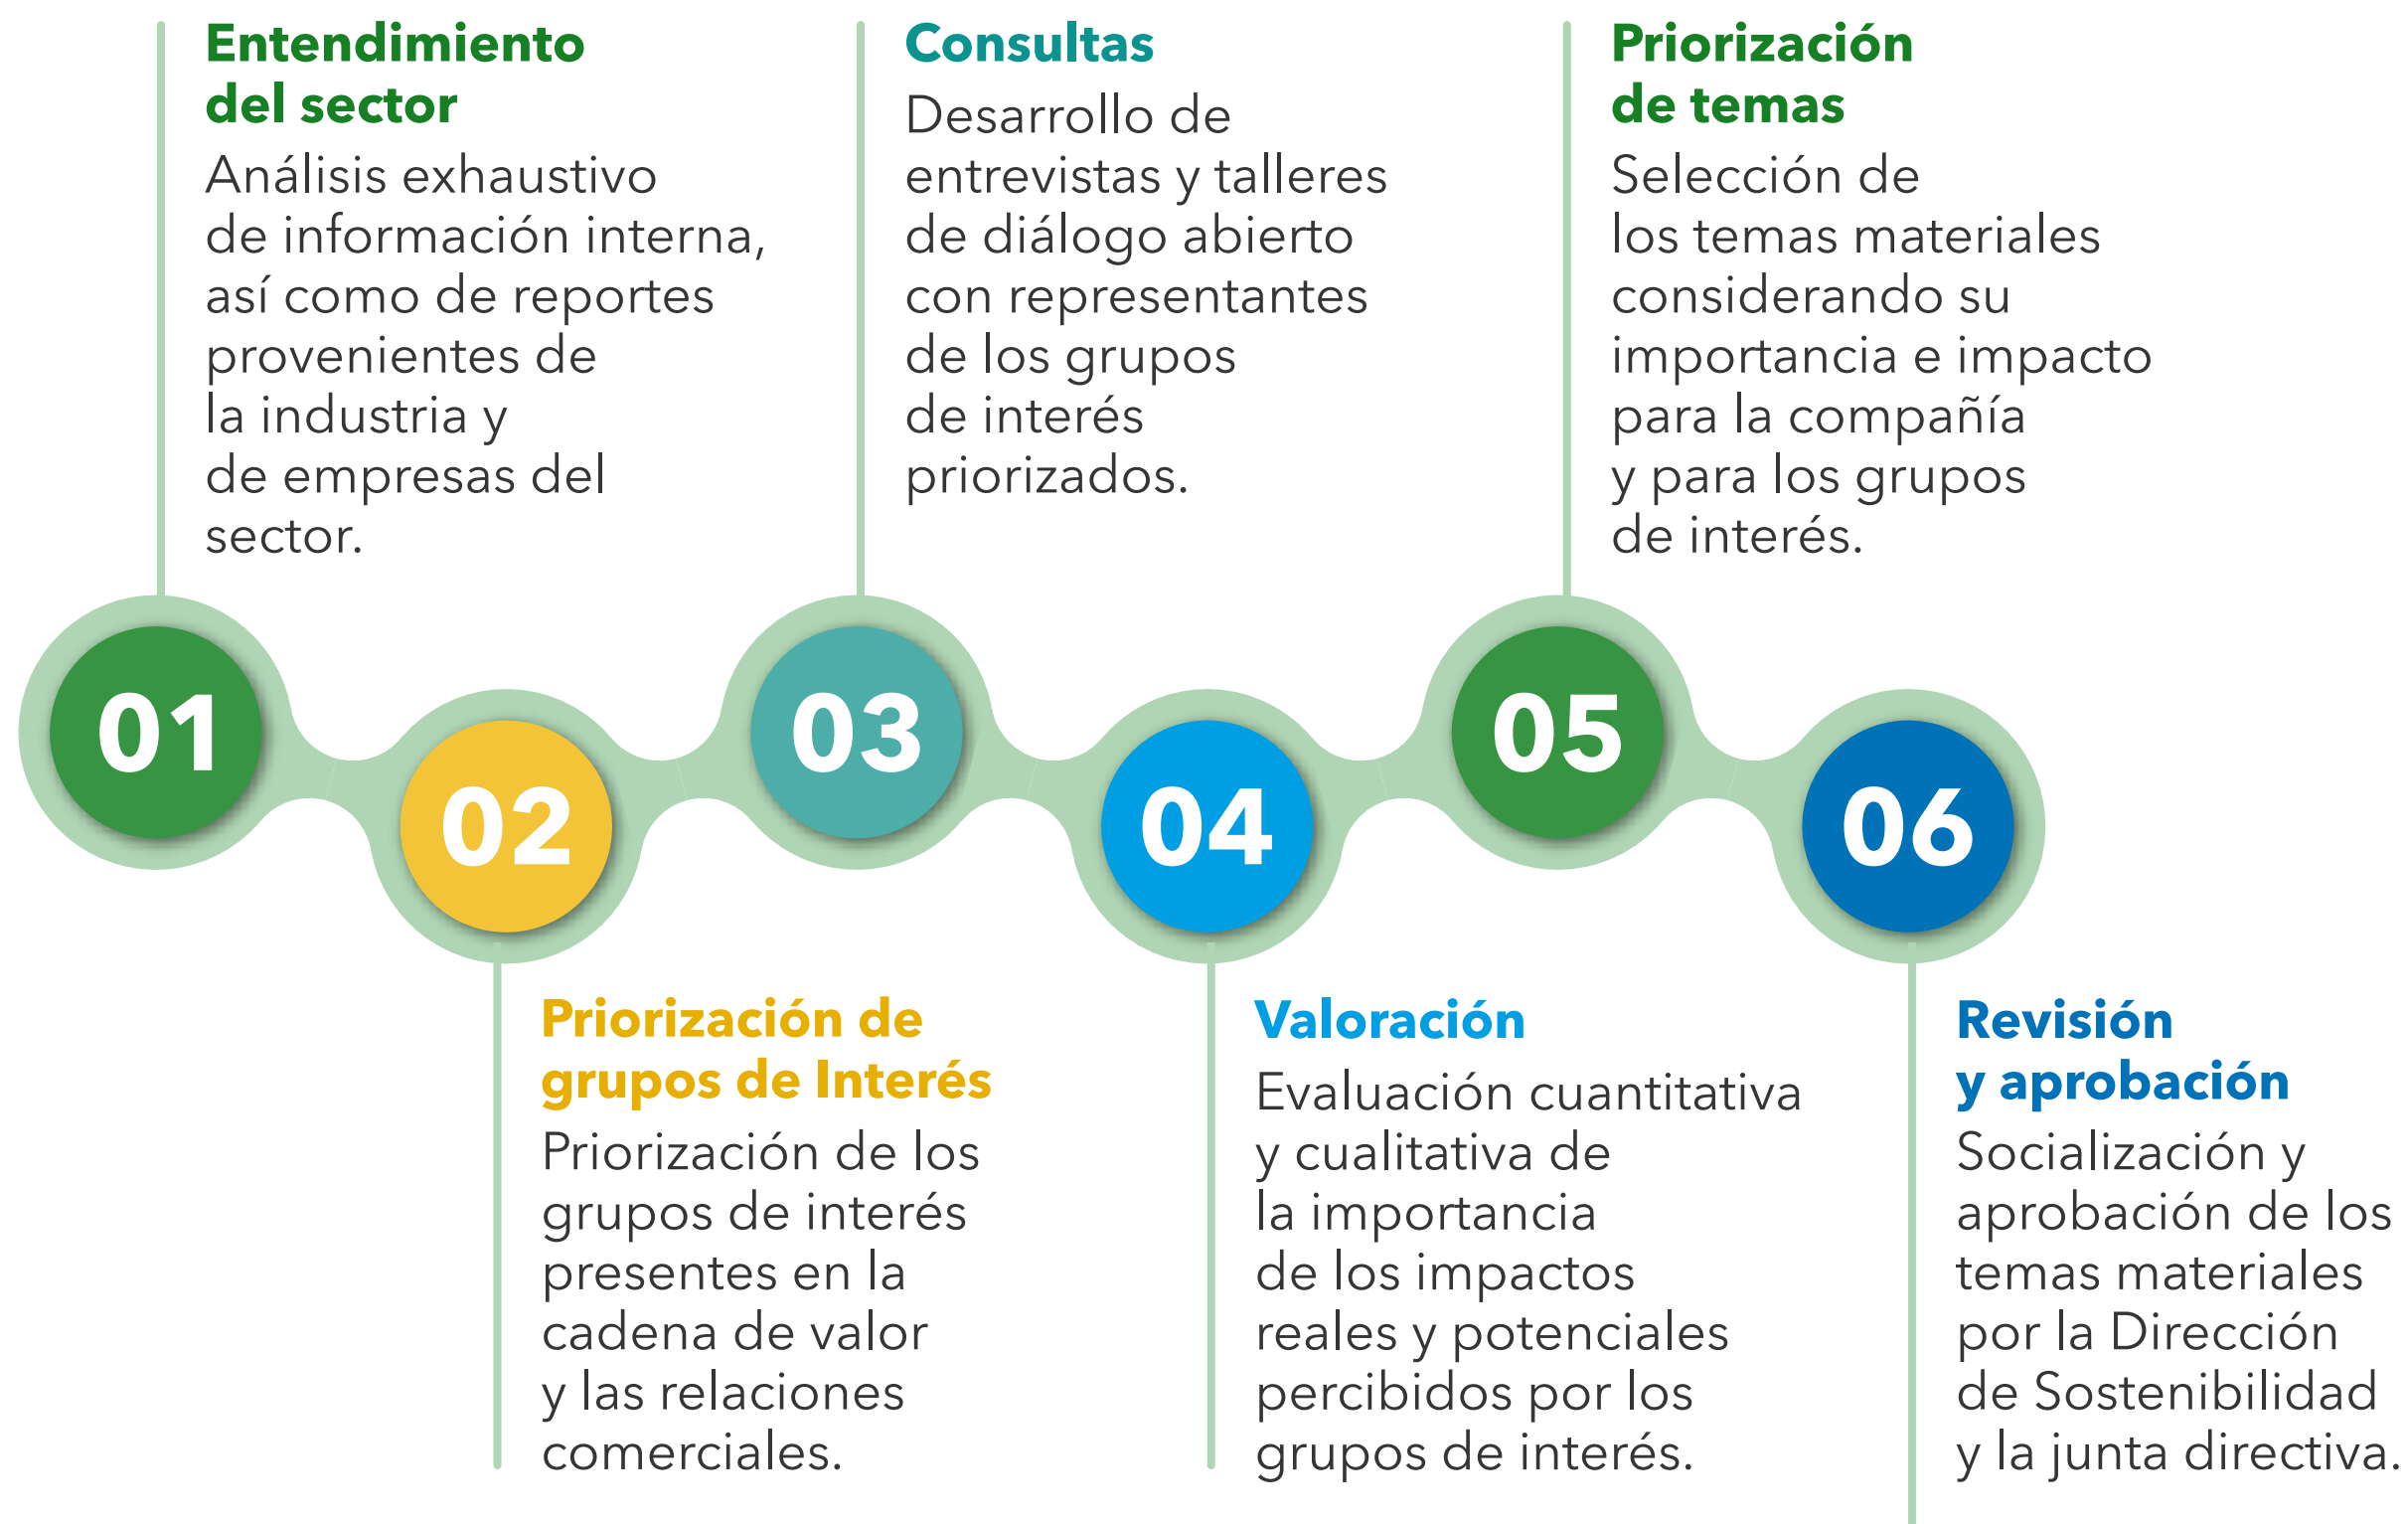 01
Entendimiento
del sector
Análisis exhaustivo
de información interna,
así como de reportes
provenientes de
la industria y
de empresas del
sector.
02
Priorización de
grupos de Interés
Priorización de los
grupos de interés
presentes en la
cadena de valor
y las relaciones
comerciales.
03
Consultas
Desarrollo de
entrevistas y talleres
de diálogo abierto
con representantes
de los grupos
de interés
priorizados.
04
Valoración
Evaluación cuantitativa
y cualitativa de
la importancia
de los impactos
reales y potenciales
percibidos por los
grupos de interés.
05
Priorización
de temas
Selección de
los temas materiales
considerando su
importancia e impacto
para la compañía
y para los grupos
de interés.
06
Revisión
y aprobación
Socialización y
aprobación de los
temas materiales
por la Dirección
de Sostenibilidad
y la junta directiva.